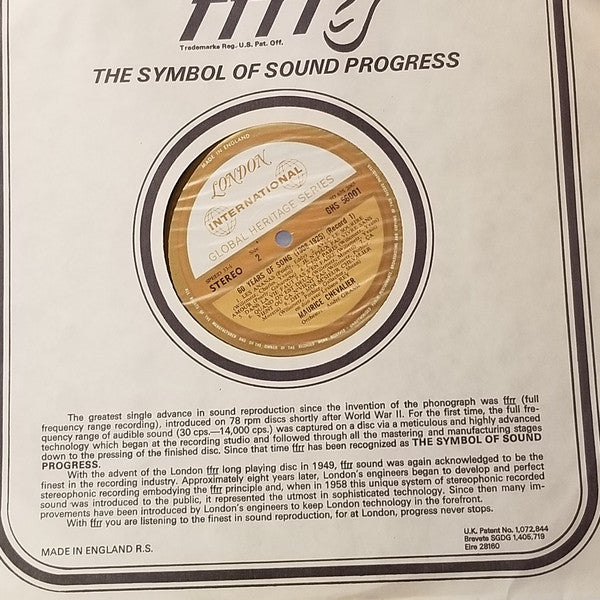 ffrr
Trademarks Reg. U.S. Pat. Off.
THE SYMBOL OF SOUND PROGRESS
MADE IN ENGLAND
LONDON
INTERNATIONAL
GLOBAL HERITAGE SERIES
SPEED 33⅓
STEREO
Side
2
GHS 56001
60 YEARS OF SONG (1908-1925) (Record 1)
MAURICE CHEVALIER
The greatest single advance in sound reproduction since the invention of the phonograph was ffrr (full
frequency range recording), introduced on 78 rpm discs shortly after World War II. For the first time, the full fre-
quency range of audible sound (30 cps.—14,000 cps.) was captured on a disc via a meticulous and highly advanced
technology which began at the recording studio and followed through all the mastering and manufacturing stages
down to the pressing of the finished disc. Since that time ffrr has been recognized as THE SYMBOL OF SOUND
PROGRESS.
With the advent of the London ffrr long playing disc in 1949, ffrr sound was again acknowledged to be the
finest in the recording industry. Approximately eight years later, London's engineers began to develop and perfect
stereophonic recording embodying the ffrr principle and, when in 1958 this unique system of stereophonic recorded
sound was introduced to the public, it represented the utmost in sophisticated technology. Since then many im-
provements have been introduced by London's engineers to keep London technology in the forefront.
With ffrr you are listening to the finest in sound reproduction, for at London, progress never stops.
MADE IN ENGLAND R.S.
U.K. Patent No. 1,072,844
Brevete SGDG 1,405,719
Eire 28160